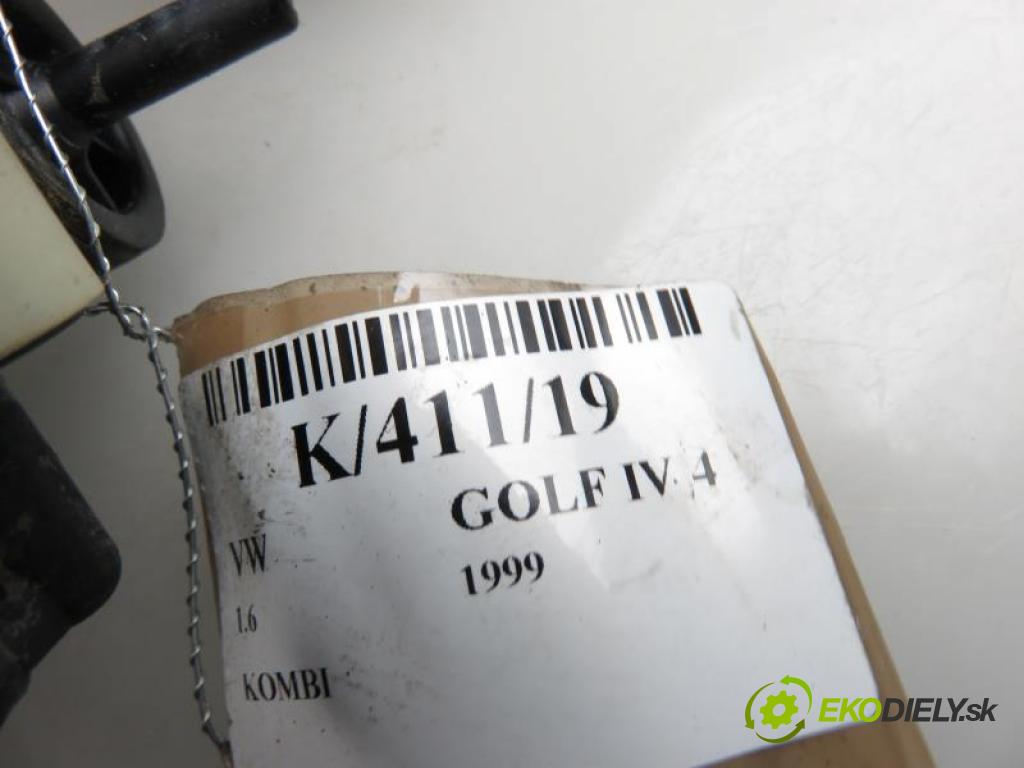 K/411/19
GOLF IV 4
VW
1999
1.6
KOMBI
EKODIELY.sk